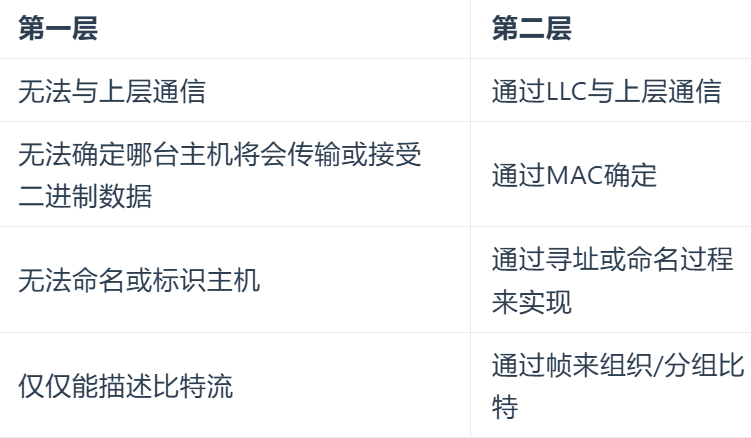 第一层
第二层
无法与上层通信
通过LLC与上层通信
无法确定哪台主机将会传输或接受
二进制数据
通过MAC确定
无法命名或标识主机
通过寻址或命名过程
来实现
仅仅能描述比特流
通过帧来组织/分组比
特